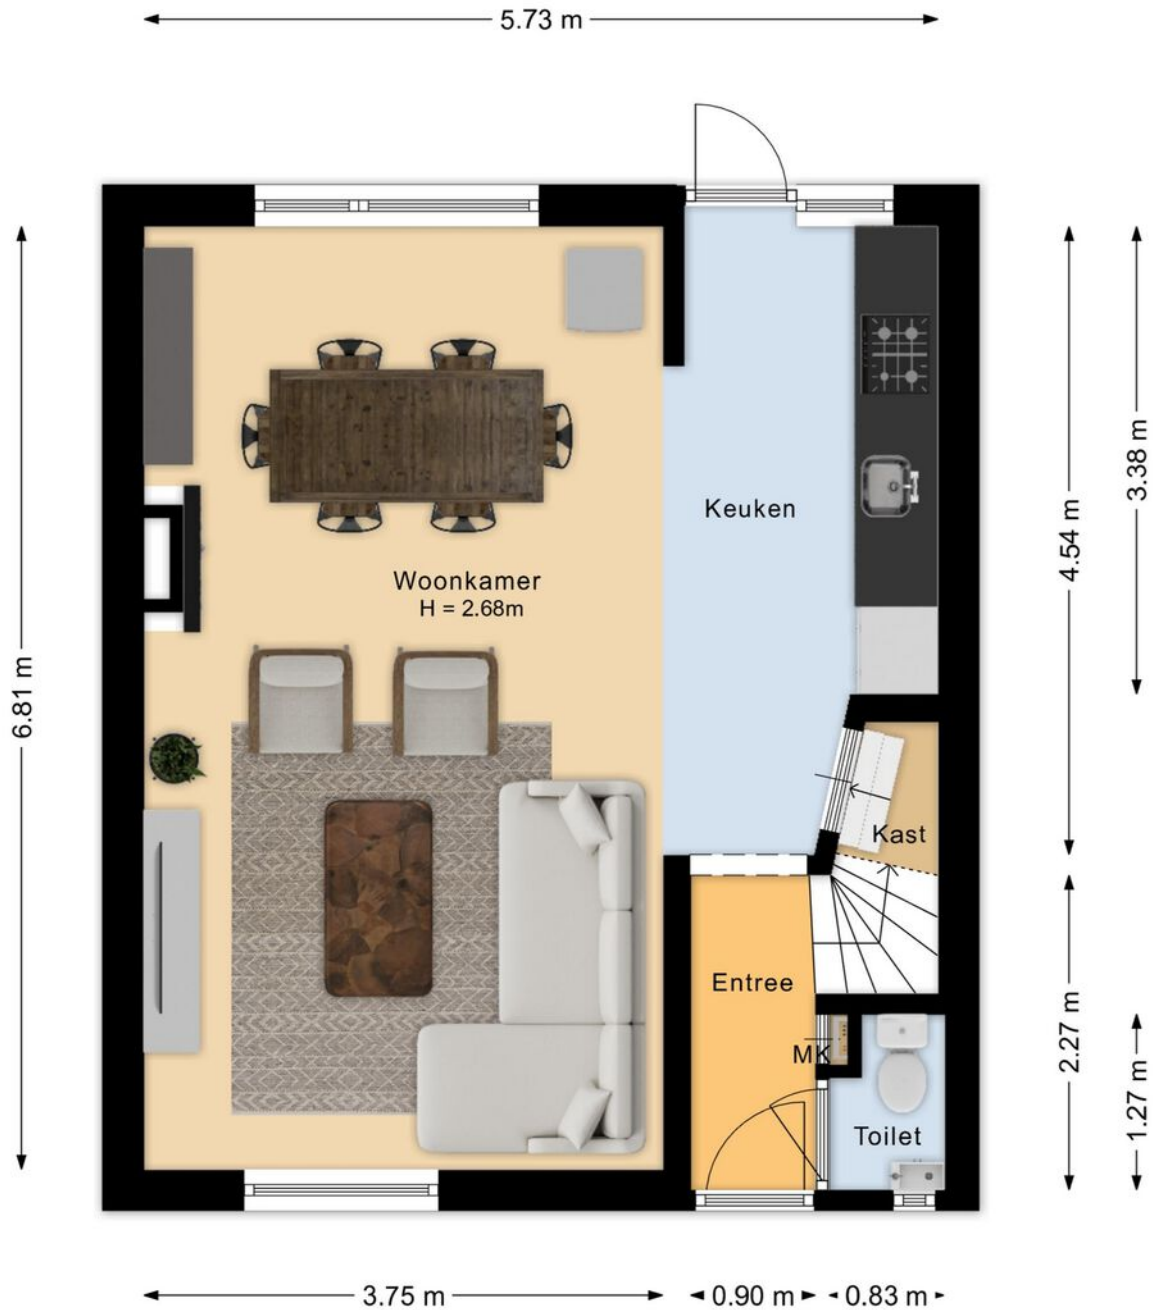 5.73 m
6.81 m
4.54 m
3.38 m
Keuken
Woonkamer
H = 2.68m
Kast
Entree
MK
Toilet
2.27 m
1.27 m
3.75 m
0.90 m
0.83 m